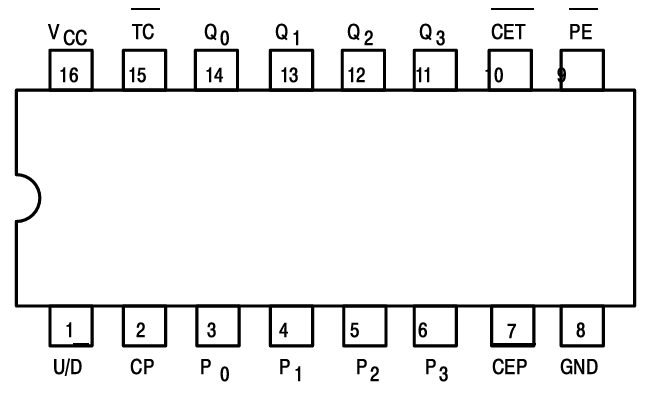 VCC TC Q0 Q1 Q2 Q3 CET PE
16 15 14 13 12 11 10 9
1 2 3 4 5 6 7 8
U/D CP P0 P1 P2 P3 CEP GND